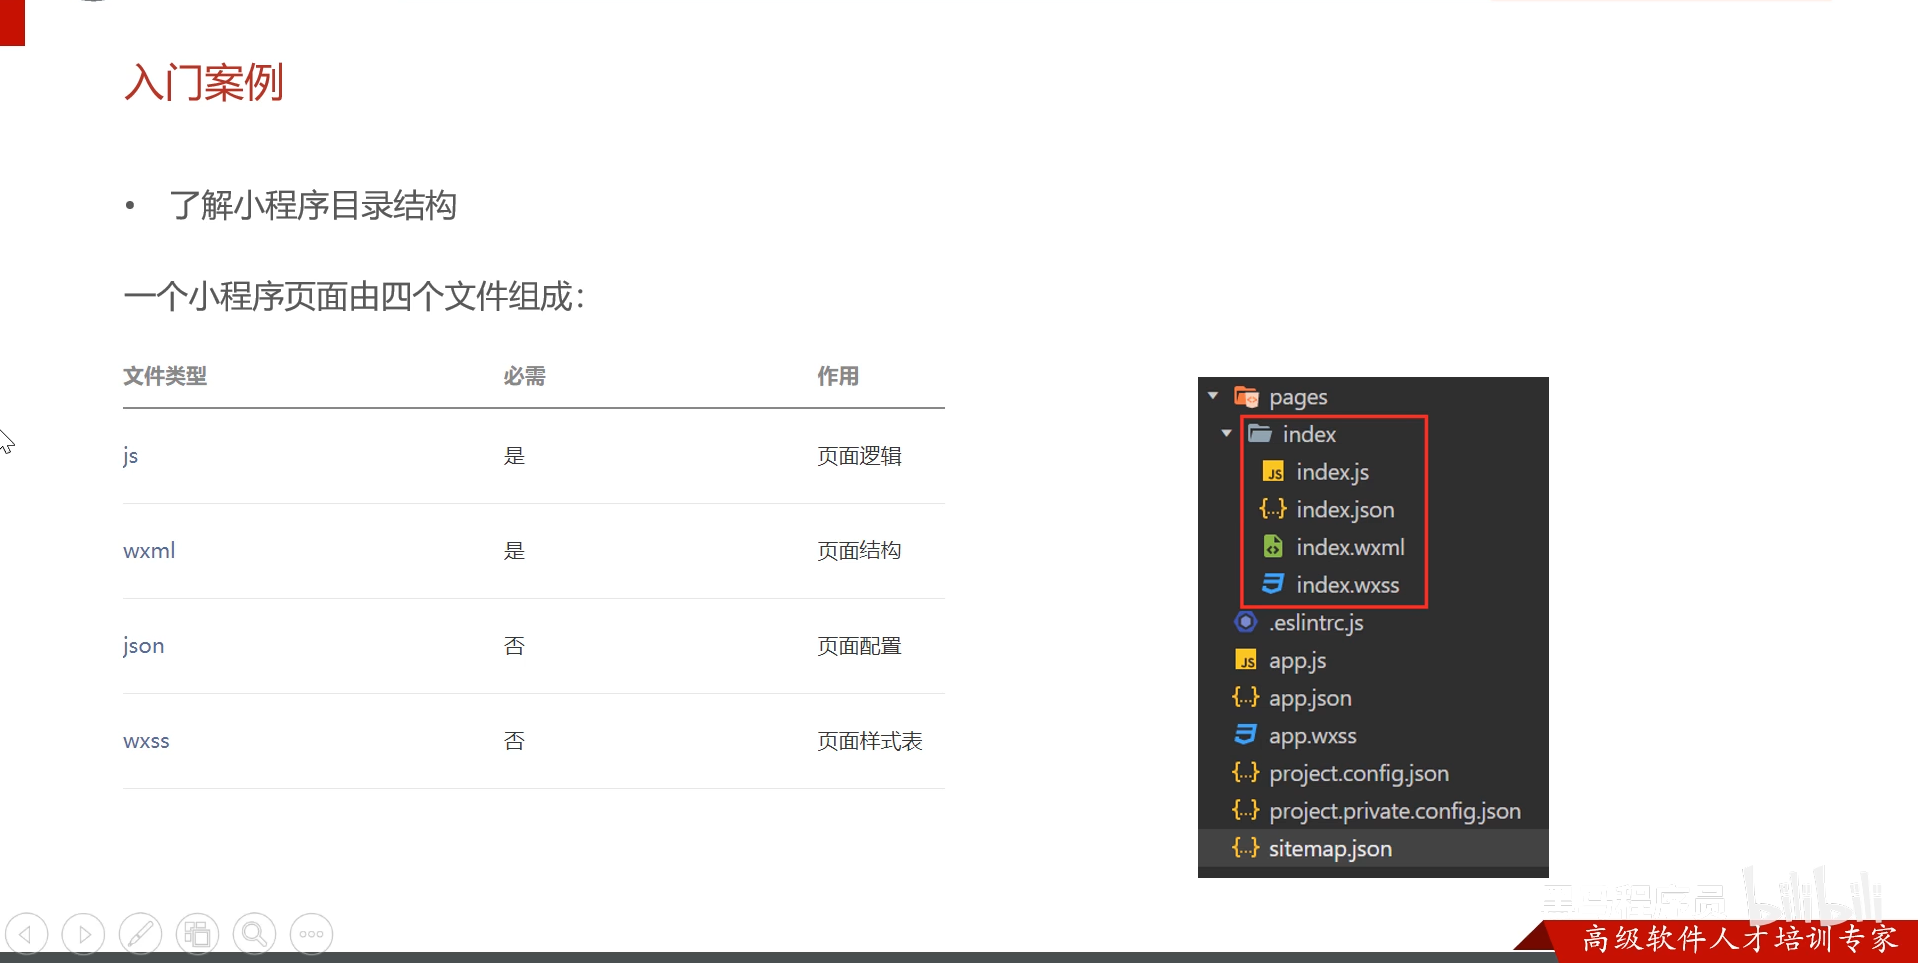 入门案例
• 了解小程序目录结构
一个小程序页面由四个文件组成：
文件类型 必需 作用
js 是 页面逻辑
wxml 是 页面结构
json 否 页面配置
wxss 否 页面样式表
pages
index
index.js
index.json
index.wxml
index.wxss
.eslintrc.js
app.js
app.json
app.wxss
project.config.json
project.private.config.json
sitemap.json
黑马程序员 bilibili
高级软件人才培训专家